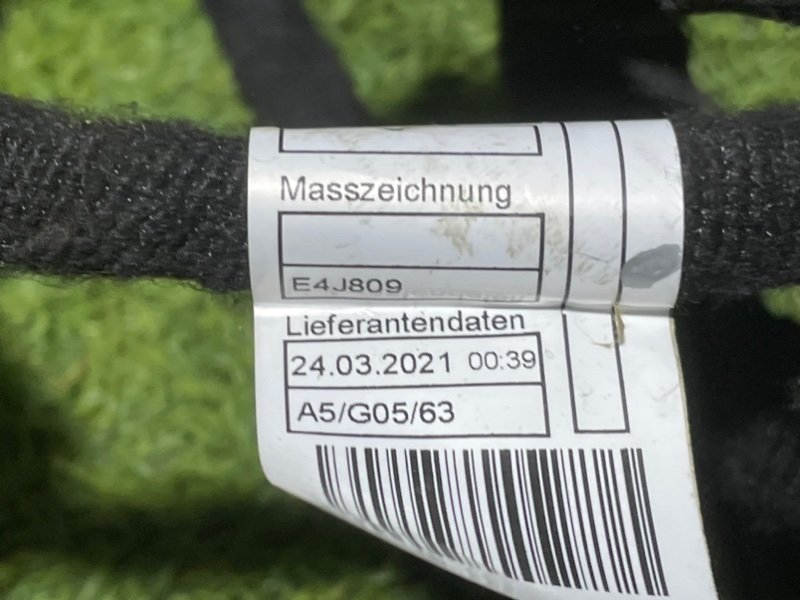 Masszeichnung
E4J809
Lieferantendaten
24.03.2021 00:39
A5/G05/63